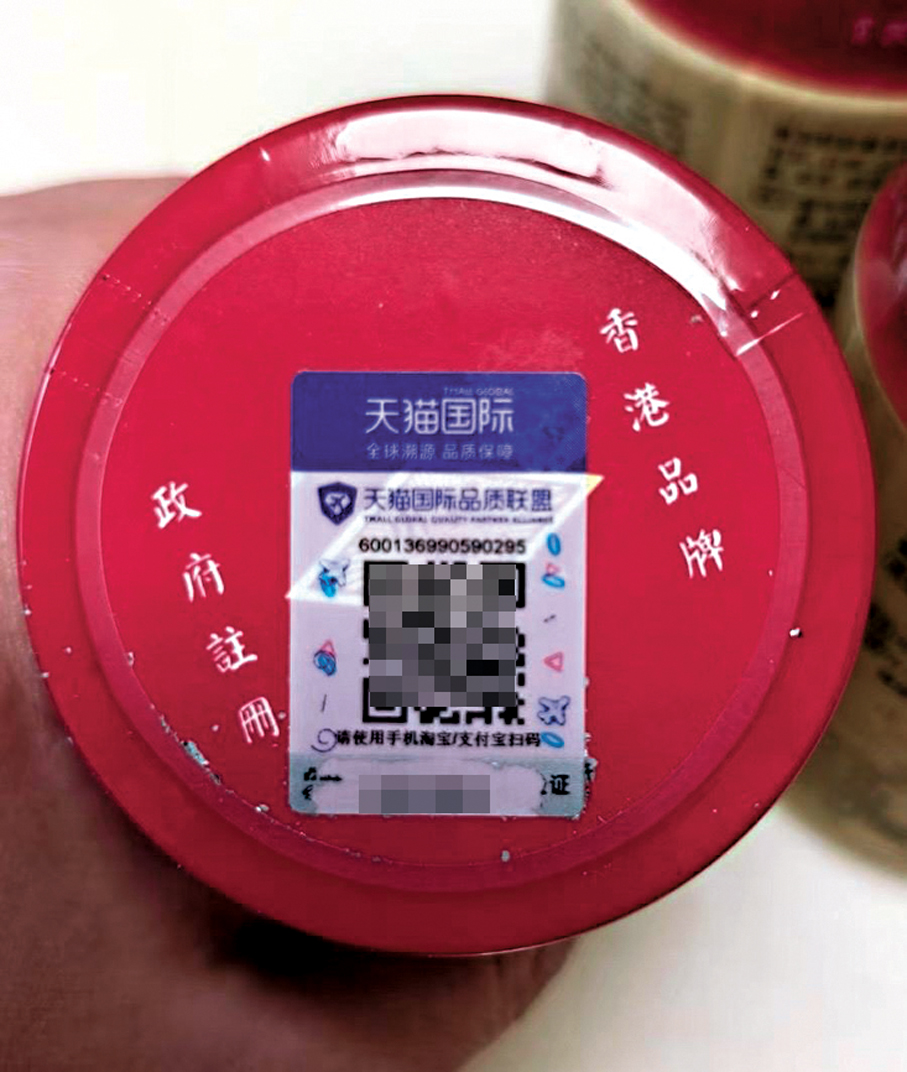 香港品牌
政府註冊
TMALL GLOBAL
天猫国际
全球溯源 品质保障
天猫国际品质联盟
TMALL GLOBAL QUALITY PARTNER ALLIANCE
600136990590295
请使用手机淘宝/支付宝扫码
证